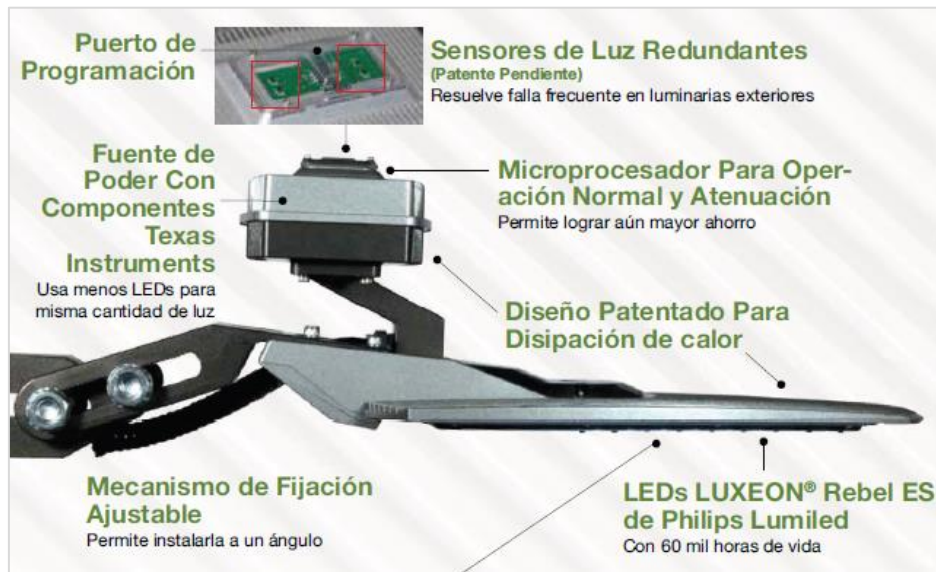 Puerto de
Programación
Sensores de Luz Redundantes
(Patente Pendiente)
Resuelve falla frecuente en luminarias exteriores
Fuente de
Poder Con
Componentes
Texas
Instruments
Usa menos LEDs para
misma cantidad de luz
Microprocesador Para Oper-
ación Normal y Atenuación
Permite lograr aún mayor ahorro
Diseño Patentado Para
Disipación de calor
Mecanismo de Fijación
Ajustable
Permite instalarla a un ángulo
LEDs LUXEON® Rebel ES
de Philips Lumiled
Con 60 mil horas de vida